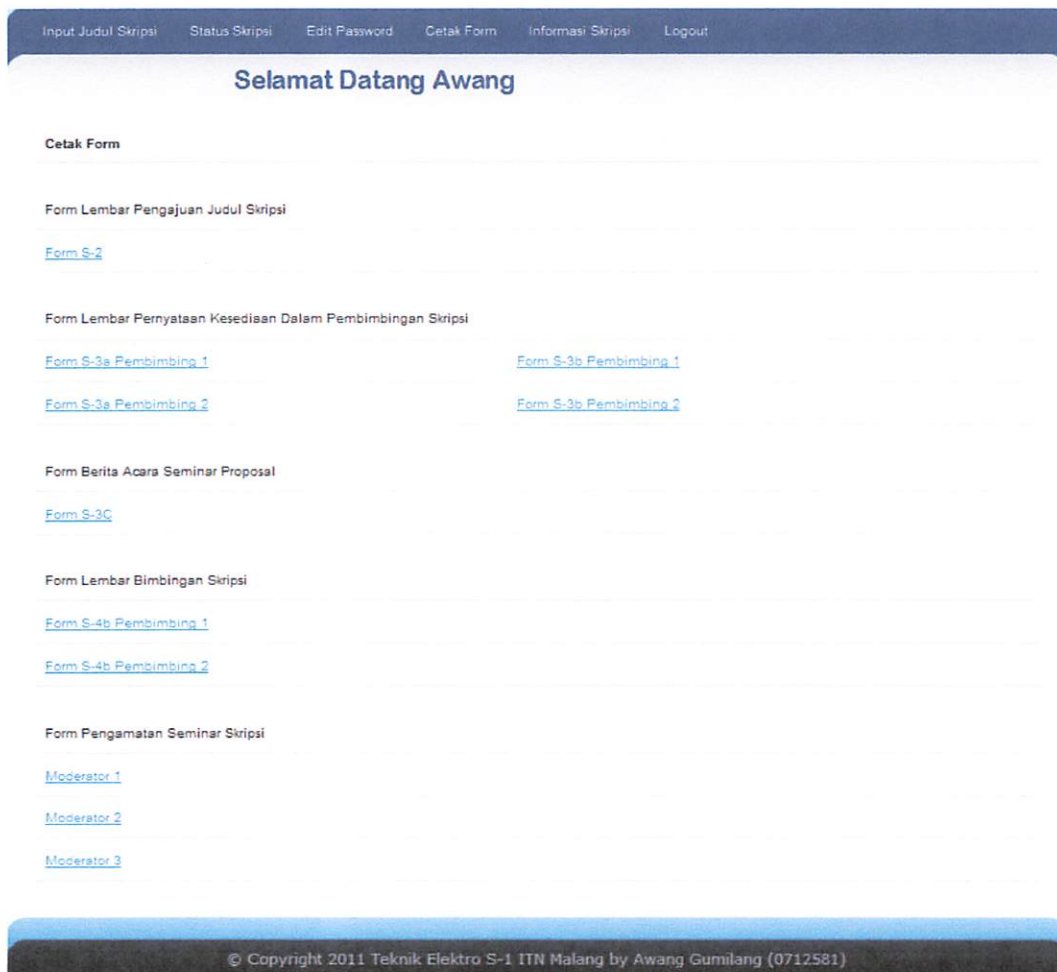 Input Judul Skripsi Status Skripsi Edit Password Cetak Form Informasi Skripsi Logout
Selamat Datang Awang
Cetak Form
Form Lembar Pengajuan Judul Skripsi
Form S-2
Form Lembar Pernyataan Kesediaan Dalam Pembimbingan Skripsi
Form S-3a Pembimbing 1 Form S-3b Pembimbing 1
Form S-3a Pembimbing 2 Form S-3b Pembimbing 2
Form Berita Acara Seminar Proposal
Form S-3C
Form Lembar Bimbingan Skripsi
Form S-4b Pembimbing 1
Form S-4b Pembimbing 2
Form Pengamatan Seminar Skripsi
Moderator 1
Moderator 2
Moderator 3
© Copyright 2011 Teknik Elektro S-1 ITN Malang by Awang Gumilang (0712581)